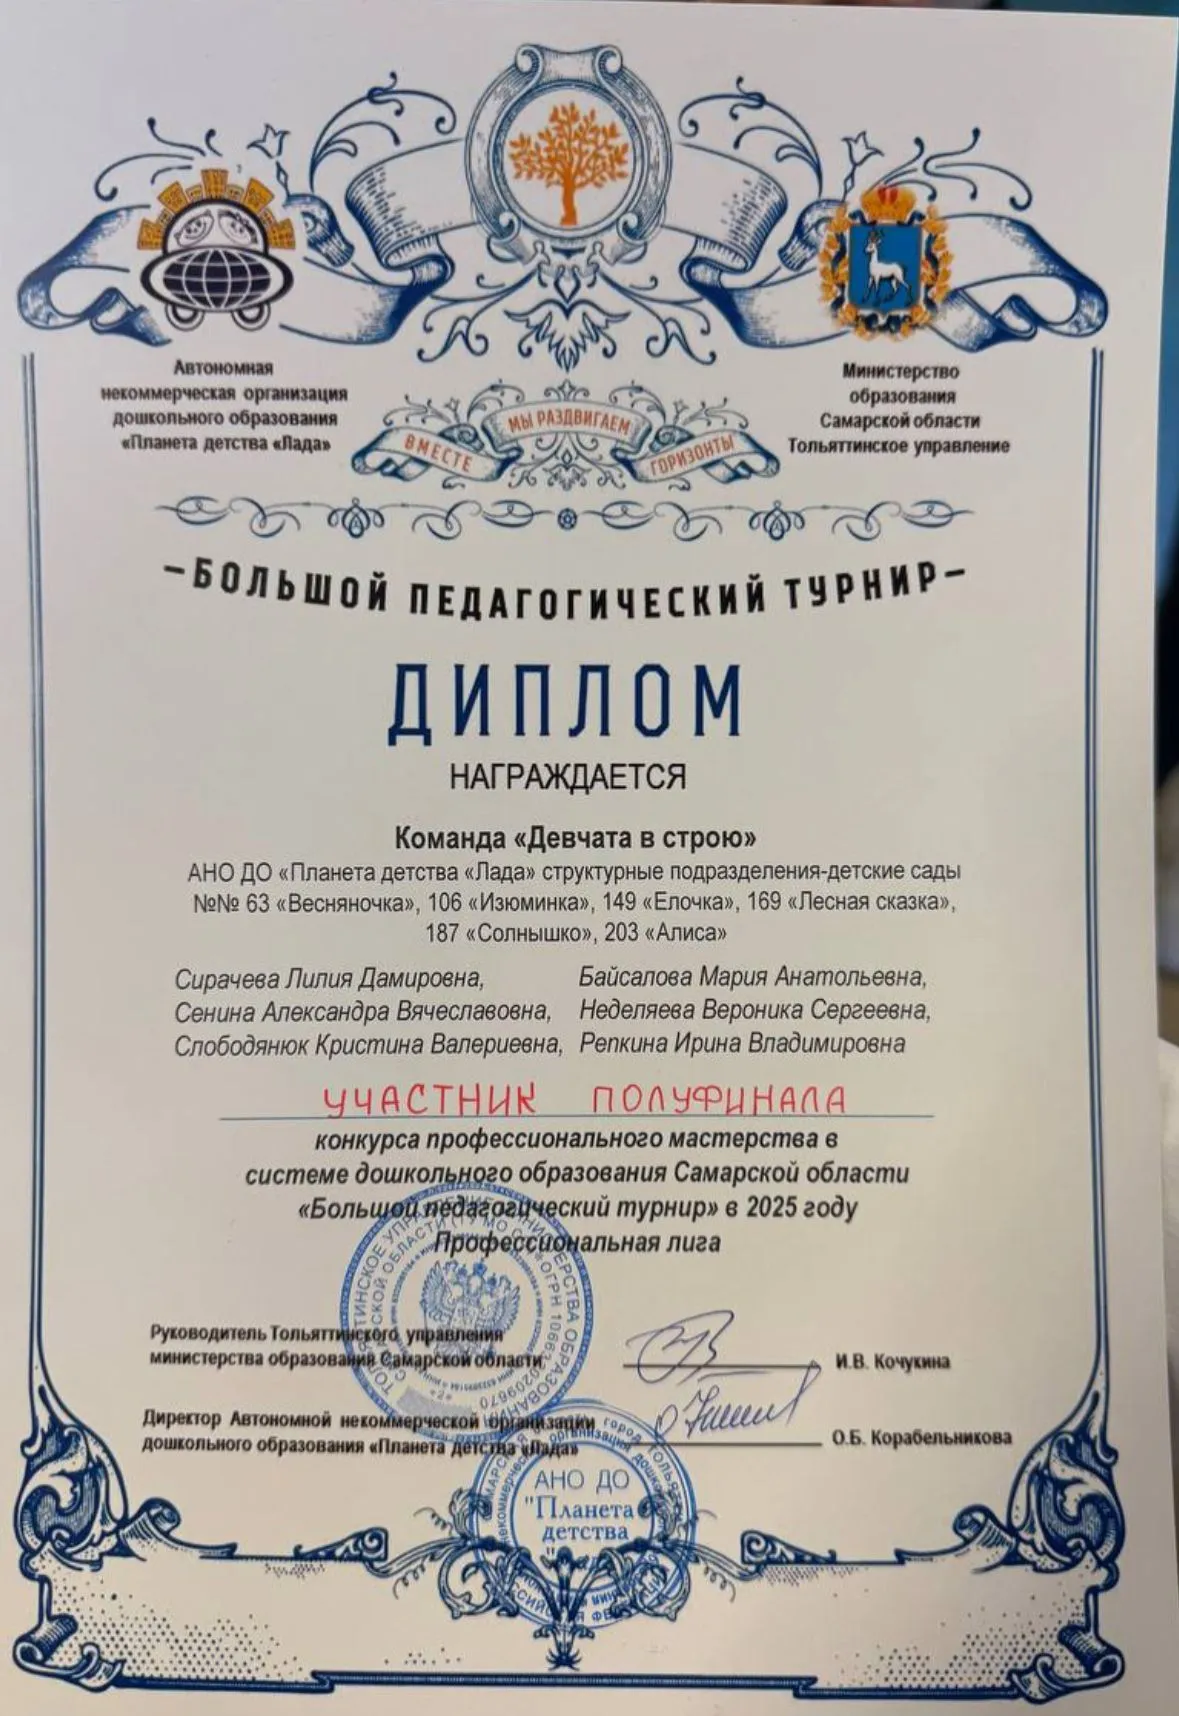 Автономная
некоммерческая организация
дошкольного образования
«Планета детства «Лада»
Министерство
образования
Самарской области
Тольяттинское управление
ВМЕСТЕ
МЫ РАЗДВИГАЕМ
ГОРИЗОНТЫ
–БОЛЬШОЙ ПЕДАГОГИЧЕСКИЙ ТУРНИР–
ДИПЛОМ
НАГРАЖДАЕТСЯ
Команда «Девчата в строю»
АНО ДО «Планета детства «Лада» структурные подразделения-детские сады
№№ 63 «Весняночка», 106 «Изюминка», 149 «Елочка», 169 «Лесная сказка»,
187 «Солнышко», 203 «Алиса»
Сирачева Лилия Дамировна, Байсалова Мария Анатольевна,
Сенина Александра Вячеславовна, Неделяева Вероника Сергеевна,
Слободянюк Кристина Валериевна, Репкина Ирина Владимировна
УЧАСТНИК ПОЛУФИНАЛА
конкурса профессионального мастерства в
системе дошкольного образования Самарской области
«Большой педагогический турнир» в 2025 году
Профессиональная лига
Руководитель Тольяттинского управления
министерства образования Самарской области
И.В. Кочукина
Директор Автономной некоммерческой организации
дошкольного образования «Планета детства «Лада»
О.Б. Корабельникова
АНО ДО
"Планета
детства